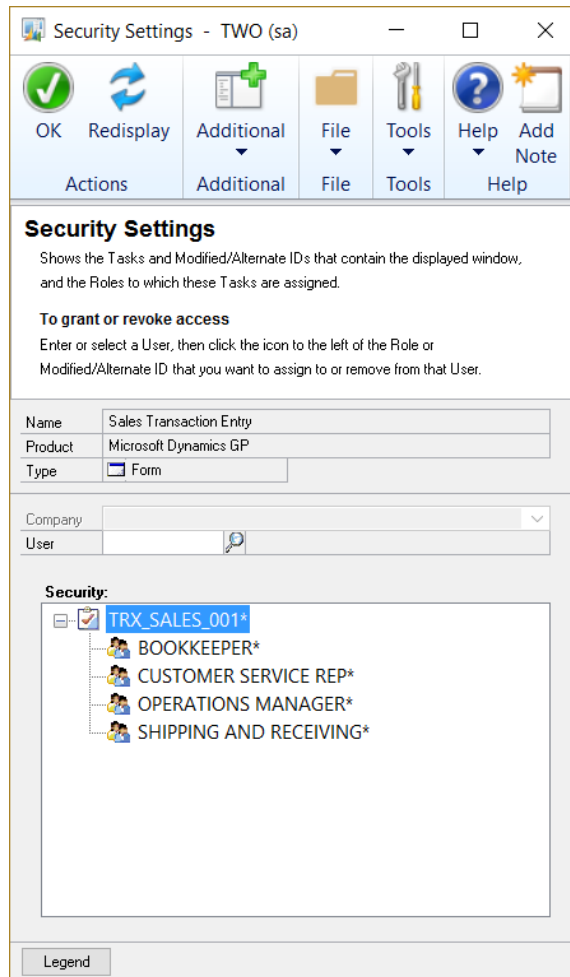 Security Settings  -  TWO (sa)
OK
Redisplay
Additional
File
Tools
Help
Add Note
Actions
Additional
File
Tools
Help
Security Settings
Shows the Tasks and Modified/Alternate IDs that contain the displayed window,
and the Roles to which these Tasks are assigned.
To grant or revoke access
Enter or select a User, then click the icon to the left of the Role or
Modified/Alternate ID that you want to assign to or remove from that User.
Name Sales Transaction Entry
Product Microsoft Dynamics GP
Type Form
Company
User
Security:
TRX_SALES_001*
BOOKKEEPER*
CUSTOMER SERVICE REP*
OPERATIONS MANAGER*
SHIPPING AND RECEIVING*
Legend